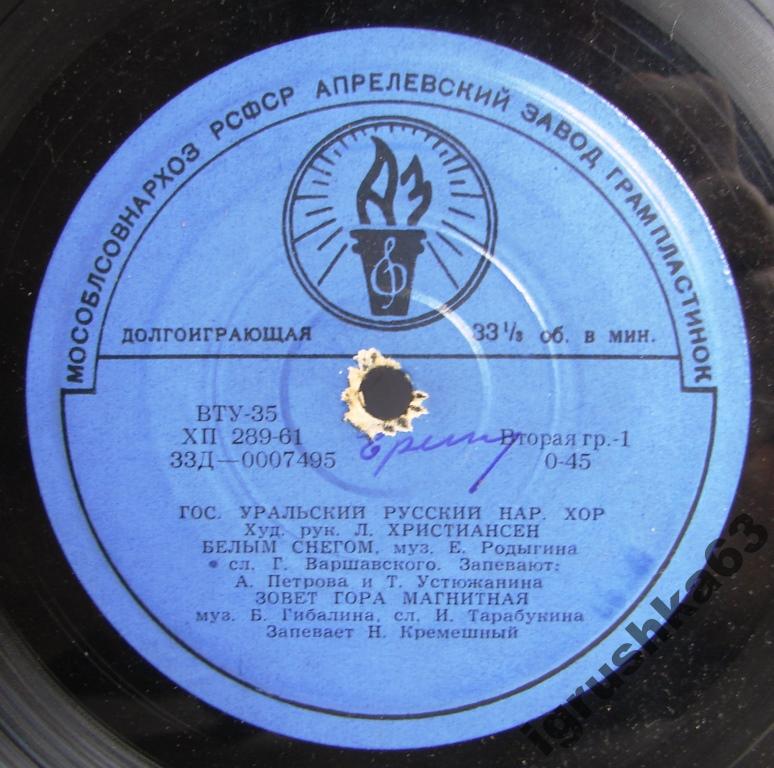 МОСОБЛСОВНАРХОЗ РСФСР АПРЕЛЕВСКИЙ ЗАВОД ГРАМПЛАСТИНОК
АЗ
ДОЛГОИГРАЮЩАЯ 33 1/3 об. в мин.
ВТУ-35
ХП 289-61 Вторая гр.-1
33Д—0007495 0-45
ГОС. УРАЛЬСКИЙ РУССКИЙ НАР. ХОР
Худ. рук. Л. ХРИСТИАНСЕН
БЕЛЫМ СНЕГОМ, муз. Е. Родыгина
сл. Г. Варшавского. Запевают:
А. Петрова и Т. Устюжанина
ЗОВЕТ ГОРА МАГНИТНАЯ
муз. Б. Гибалина, сл. И. Тарабукина
Запевает Н. Кремешный
igrushka63